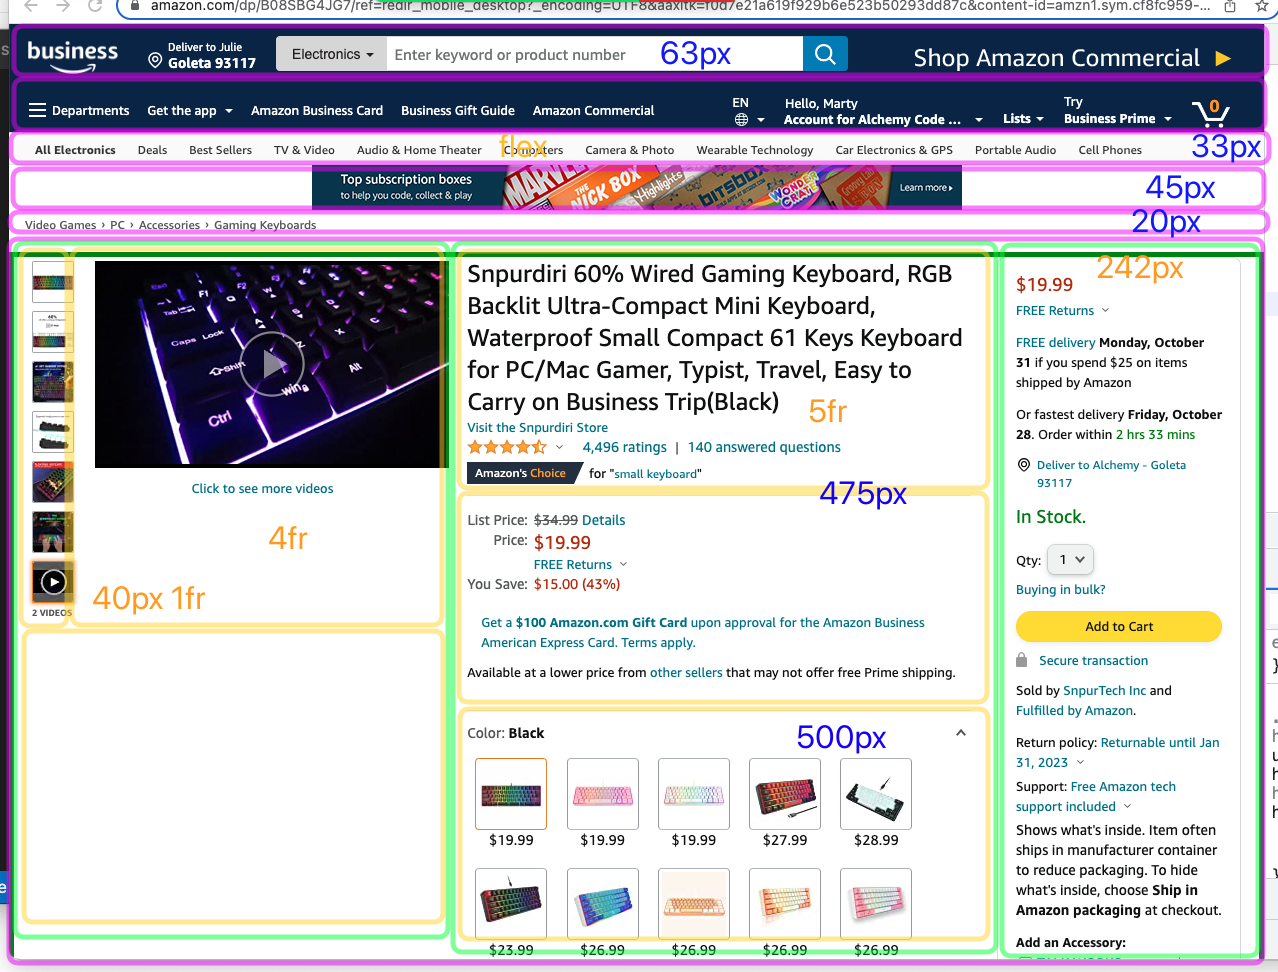 amazon.com/dp/B08SBG4JG7/ref=redir_mobile_desktop?_encoding=UTF8&aaxitk=f0d7e21a619f929b6e523b50293dd87c&content-id=amzn1.sym.cf8fc959-...
business
Deliver to Julie
Goleta 93117
Electronics
Enter keyword or product number
63px
Shop Amazon Commercial
Departments
Get the app
Amazon Business Card
Business Gift Guide
Amazon Commercial
EN
Hello, Marty
Account for Alchemy Code ...
Lists
Try
Business Prime
0
All Electronics
Deals
Best Sellers
TV & Video
Audio & Home Theater
flex
Computers
Camera & Photo
Wearable Technology
Car Electronics & GPS
Portable Audio
Cell Phones
33px
Top subscription boxes
to help you code, collect & play
MARVEL
THE NICK BOX
Highlights
BITSBOX
WONDER CRATE
Learn more
45px
Video Games › PC › Accessories › Gaming Keyboards
20px
Snpurdiri 60% Wired Gaming Keyboard, RGB
Backlit Ultra-Compact Mini Keyboard,
Waterproof Small Compact 61 Keys Keyboard
for PC/Mac Gamer, Typist, Travel, Easy to
Carry on Business Trip(Black)
5fr
Visit the Snpurdiri Store
4,496 ratings | 140 answered questions
Amazon's Choice for "small keyboard"
475px
Tab
Caps Lock
Shift
Ctrl
win
Alt
A
Z
X
C
Click to see more videos
4fr
40px 1fr
60%
2 VIDEOS
List Price: $34.99 Details
Price: $19.99
FREE Returns
You Save: $15.00 (43%)
Get a $100 Amazon.com Gift Card upon approval for the Amazon Business
American Express Card. Terms apply.
Available at a lower price from other sellers that may not offer free Prime shipping.
Color: Black
500px
$19.99
$19.99
$19.99
$27.99
$28.99
$23.99
$26.99
$26.99
$26.99
$26.99
242px
$19.99
FREE Returns
FREE delivery Monday, October
31 if you spend $25 on items
shipped by Amazon
Or fastest delivery Friday, October
28. Order within 2 hrs 33 mins
Deliver to Alchemy - Goleta
93117
In Stock.
Qty: 1
Buying in bulk?
Add to Cart
Secure transaction
Sold by SnpurTech Inc and
Fulfilled by Amazon.
Return policy: Returnable until Jan
31, 2023
Support: Free Amazon tech
support included
Shows what's inside. Item often
ships in manufacturer container
to reduce packaging. To hide
what's inside, choose Ship in
Amazon packaging at checkout.
Add an Accessory: